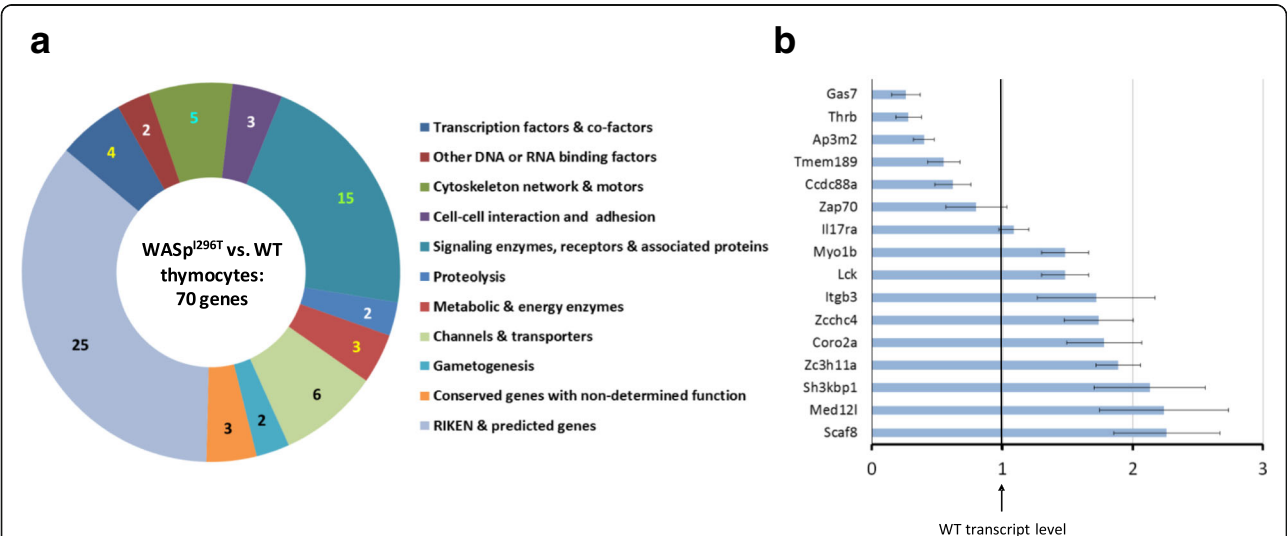 a
4
2
5
3
15
2
3
6
2
3
25
WASp^I296T vs. WT
thymocytes:
70 genes
Transcription factors & co-factors
Other DNA or RNA binding factors
Cytoskeleton network & motors
Cell-cell interaction and adhesion
Signaling enzymes, receptors & associated proteins
Proteolysis
Metabolic & energy enzymes
Channels & transporters
Gametogenesis
Conserved genes with non-determined function
RIKEN & predicted genes
b
Gas7
Thrb
Ap3m2
Tmem189
Ccdc88a
Zap70
Il17ra
Myo1b
Lck
Itgb3
Zcchc4
Coro2a
Zc3h11a
Sh3kbp1
Med12l
Scaf8
0 1 2 3
WT transcript level